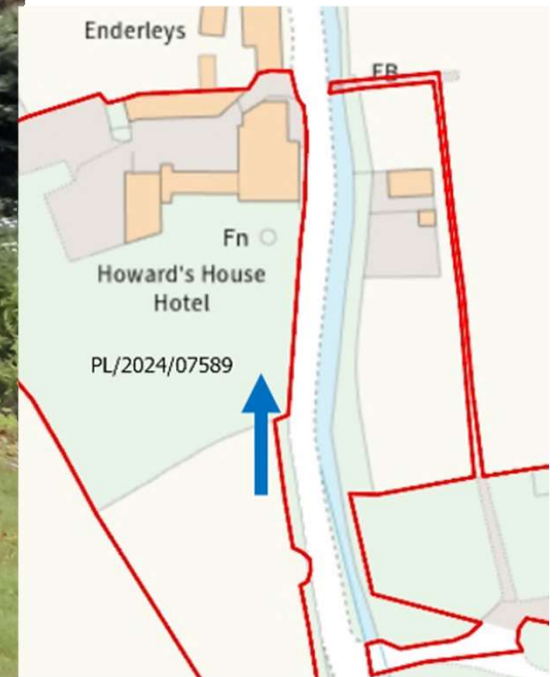 Enderleys
FB
Fn
Howard's House
Hotel
PL/2024/07589